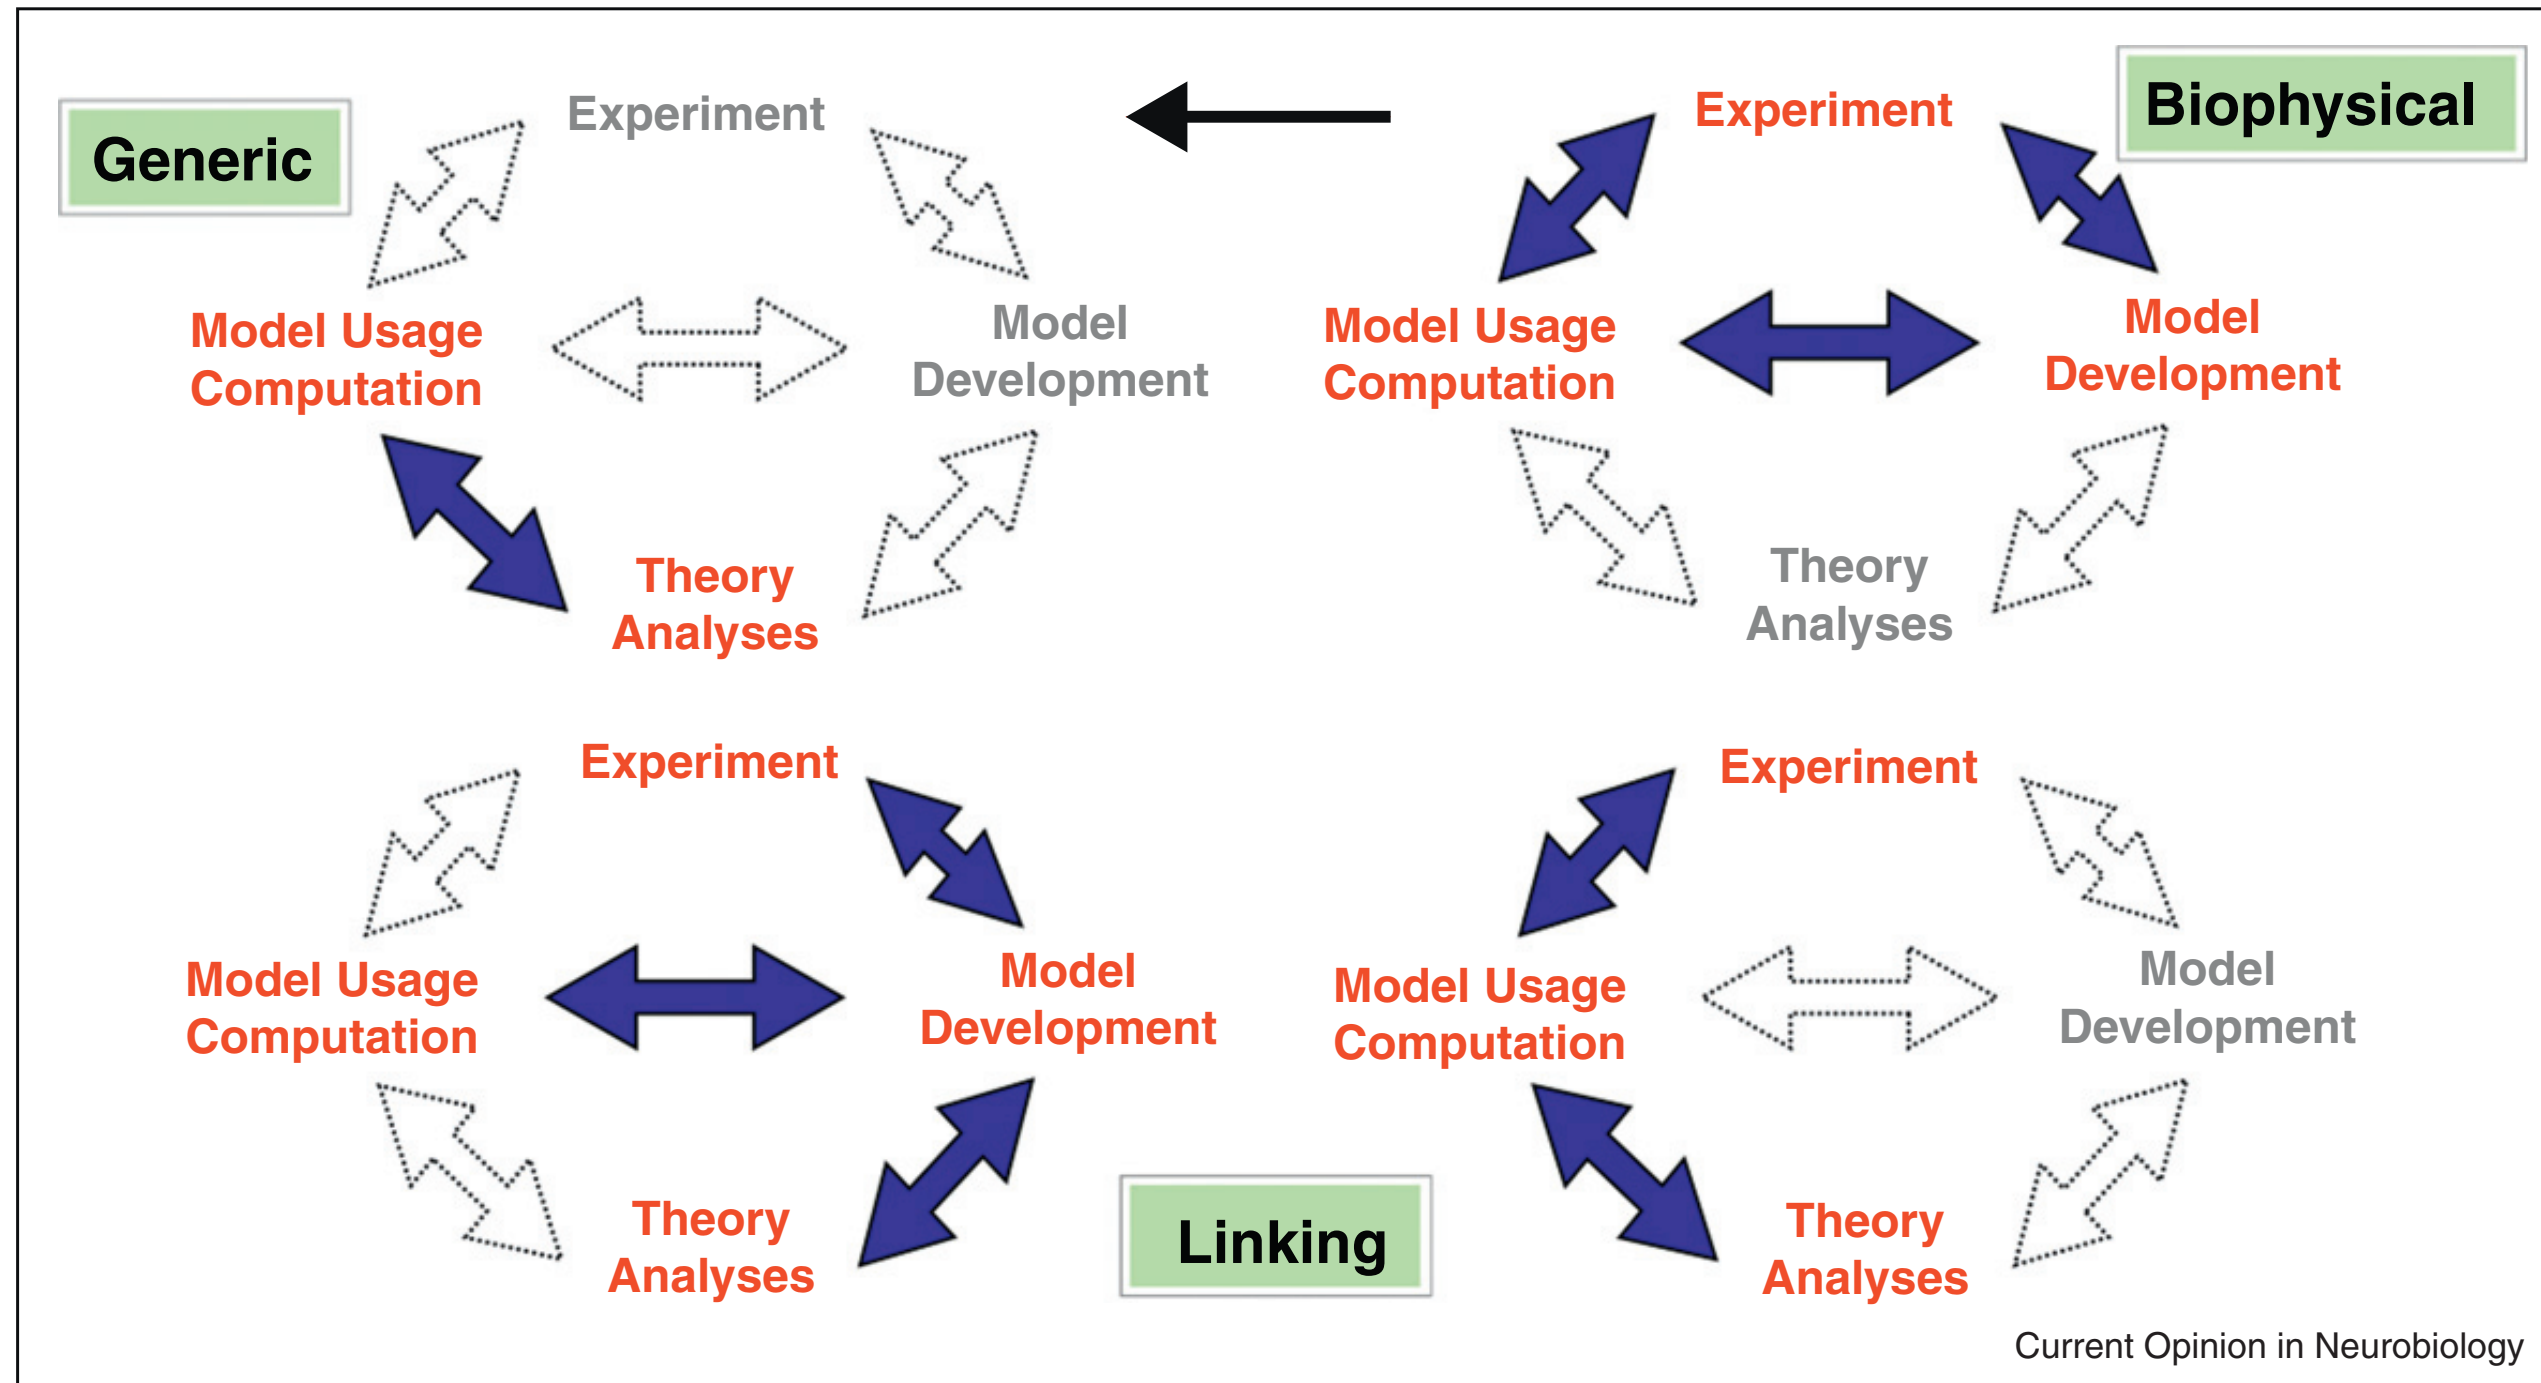 Generic
Experiment
Model Usage
Computation
Model
Development
Theory
Analyses
Biophysical
Experiment
Model Usage
Computation
Model
Development
Theory
Analyses
Experiment
Model Usage
Computation
Model
Development
Theory
Analyses
Linking
Experiment
Model Usage
Computation
Model
Development
Theory
Analyses
Current Opinion in Neurobiology